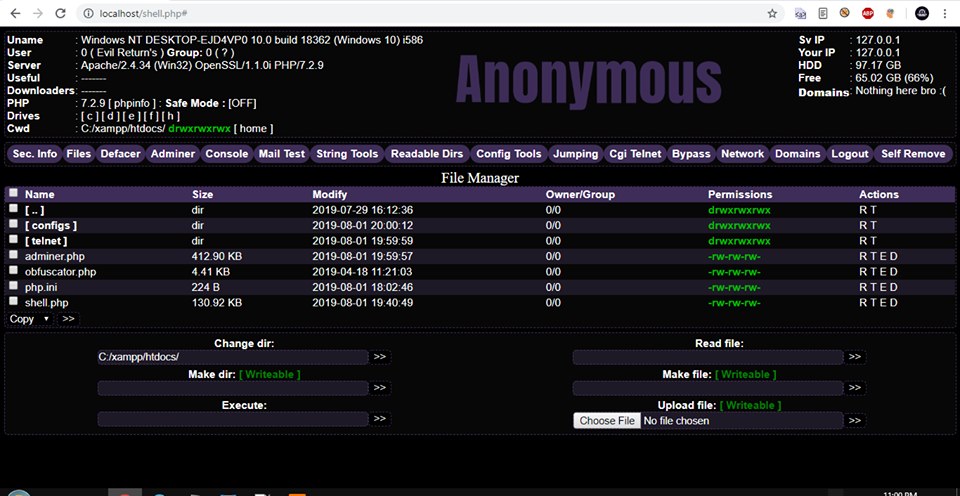 localhost/shell.php#
Uname : Windows NT DESKTOP-EJD4VP0 10.0 build 18362 (Windows 10) i586
User : 0 ( Evil Return's ) Group: 0 ( ? )
Server : Apache/2.4.34 (Win32) OpenSSL/1.1.0i PHP/7.2.9
Useful : -------
Downloaders: -------
PHP : 7.2.9 [ phpinfo ] : Safe Mode : [OFF]
Drives : [ c ] [ d ] [ e ] [ f ] [ h ]
Cwd : C:/xampp/htdocs/ drwxrwxrwx [ home ]
Anonymous
Sv IP : 127.0.0.1
Your IP : 127.0.0.1
HDD : 97.17 GB
Free : 65.02 GB (66%)
Domains: Nothing here bro :(
Sec. Info Files Defacer Adminer Console Mail Test String Tools Readable Dirs Config Tools Jumping Cgi Telnet Bypass Network Domains Logout Self Remove
File Manager
Name Size Modify Owner/Group Permissions Actions
[ .. ] dir 2019-07-29 16:12:36 0/0 drwxrwxrwx R T
[ configs ] dir 2019-08-01 20:00:12 0/0 drwxrwxrwx R T
[ telnet ] dir 2019-08-01 19:59:59 0/0 drwxrwxrwx R T
adminer.php 412.90 KB 2019-08-01 19:59:57 0/0 -rw-rw-rw- R T E D
obfuscator.php 4.41 KB 2019-04-18 11:21:03 0/0 -rw-rw-rw- R T E D
php.ini 224 B 2019-08-01 18:02:46 0/0 -rw-rw-rw- R T E D
shell.php 130.92 KB 2019-08-01 19:40:49 0/0 -rw-rw-rw- R T E D
Copy >>
Change dir: Read file:
C:/xampp/htdocs/ >> >>
Make dir: [ Writeable ] Make file: [ Writeable ]
>> >>
Execute: Upload file: [ Writeable ]
>> Choose File No file chosen >>
11:00 PM